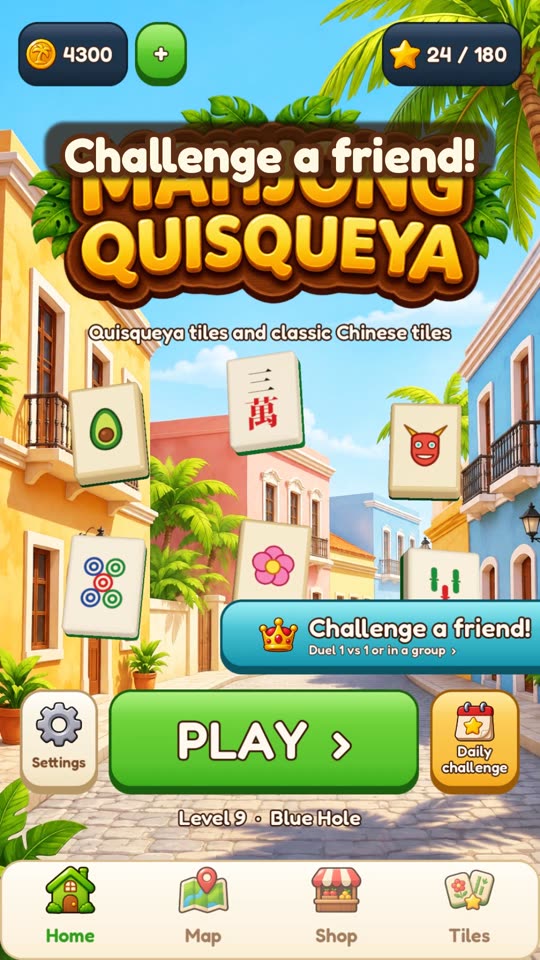 4300
+
24 / 180
Challenge a friend!
MAHJONG
QUISQUEYA
Quisqueya tiles and classic Chinese tiles
三
萬
Challenge a friend!
Duel 1 vs 1 or in a group ›
PLAY ›
Settings
Daily
challenge
Level 9 · Blue Hole
Home
Map
Shop
Tiles